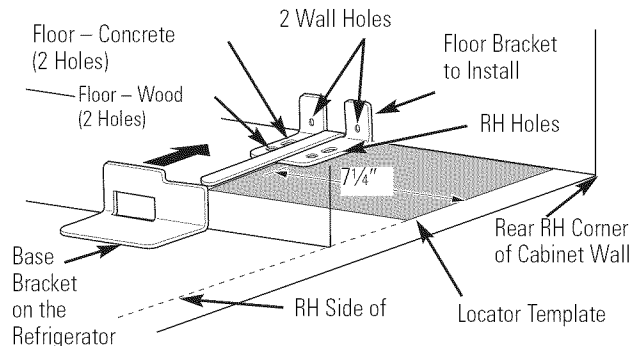 Floor – Concrete
(2 Holes)
2 Wall Holes
Floor Bracket
to Install
Floor – Wood
(2 Holes)
RH Holes
7¼"
Rear RH Corner
of Cabinet Wall
Base
Bracket
on the
Refrigerator
RH Side of
Locator Template